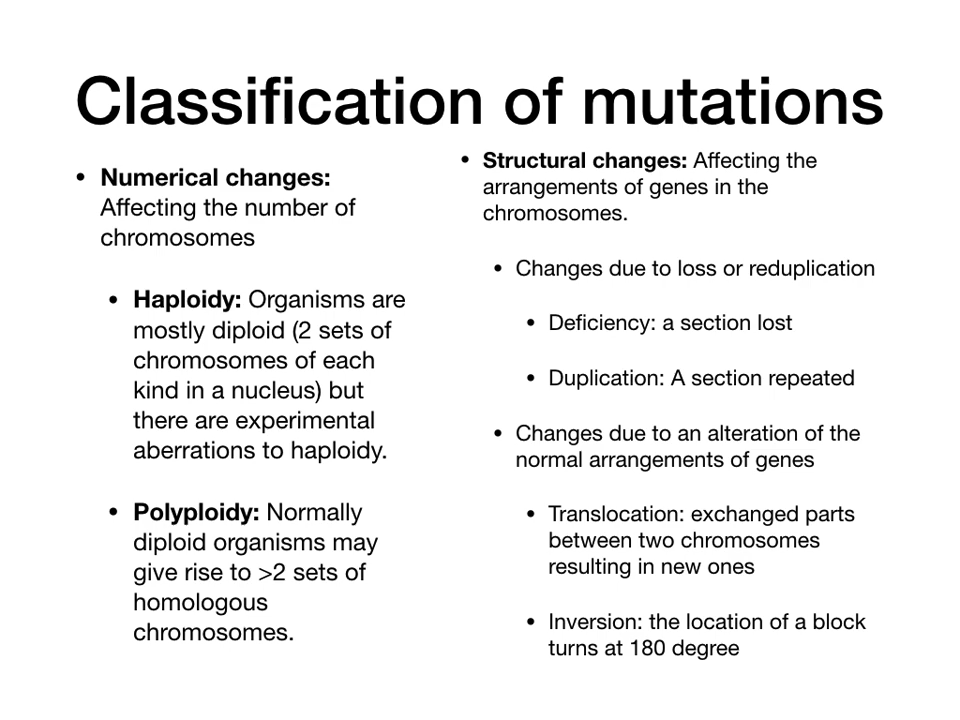 Classification of mutations
• Numerical changes:
Affecting the number of
chromosomes
• Haploidy: Organisms are
mostly diploid (2 sets of
chromosomes of each
kind in a nucleus) but
there are experimental
aberrations to haploidy.
• Polyploidy: Normally
diploid organisms may
give rise to >2 sets of
homologous
chromosomes.
• Structural changes: Affecting the
arrangements of genes in the
chromosomes.
• Changes due to loss or reduplication
• Deficiency: a section lost
• Duplication: A section repeated
• Changes due to an alteration of the
normal arrangements of genes
• Translocation: exchanged parts
between two chromosomes
resulting in new ones
• Inversion: the location of a block
turns at 180 degree